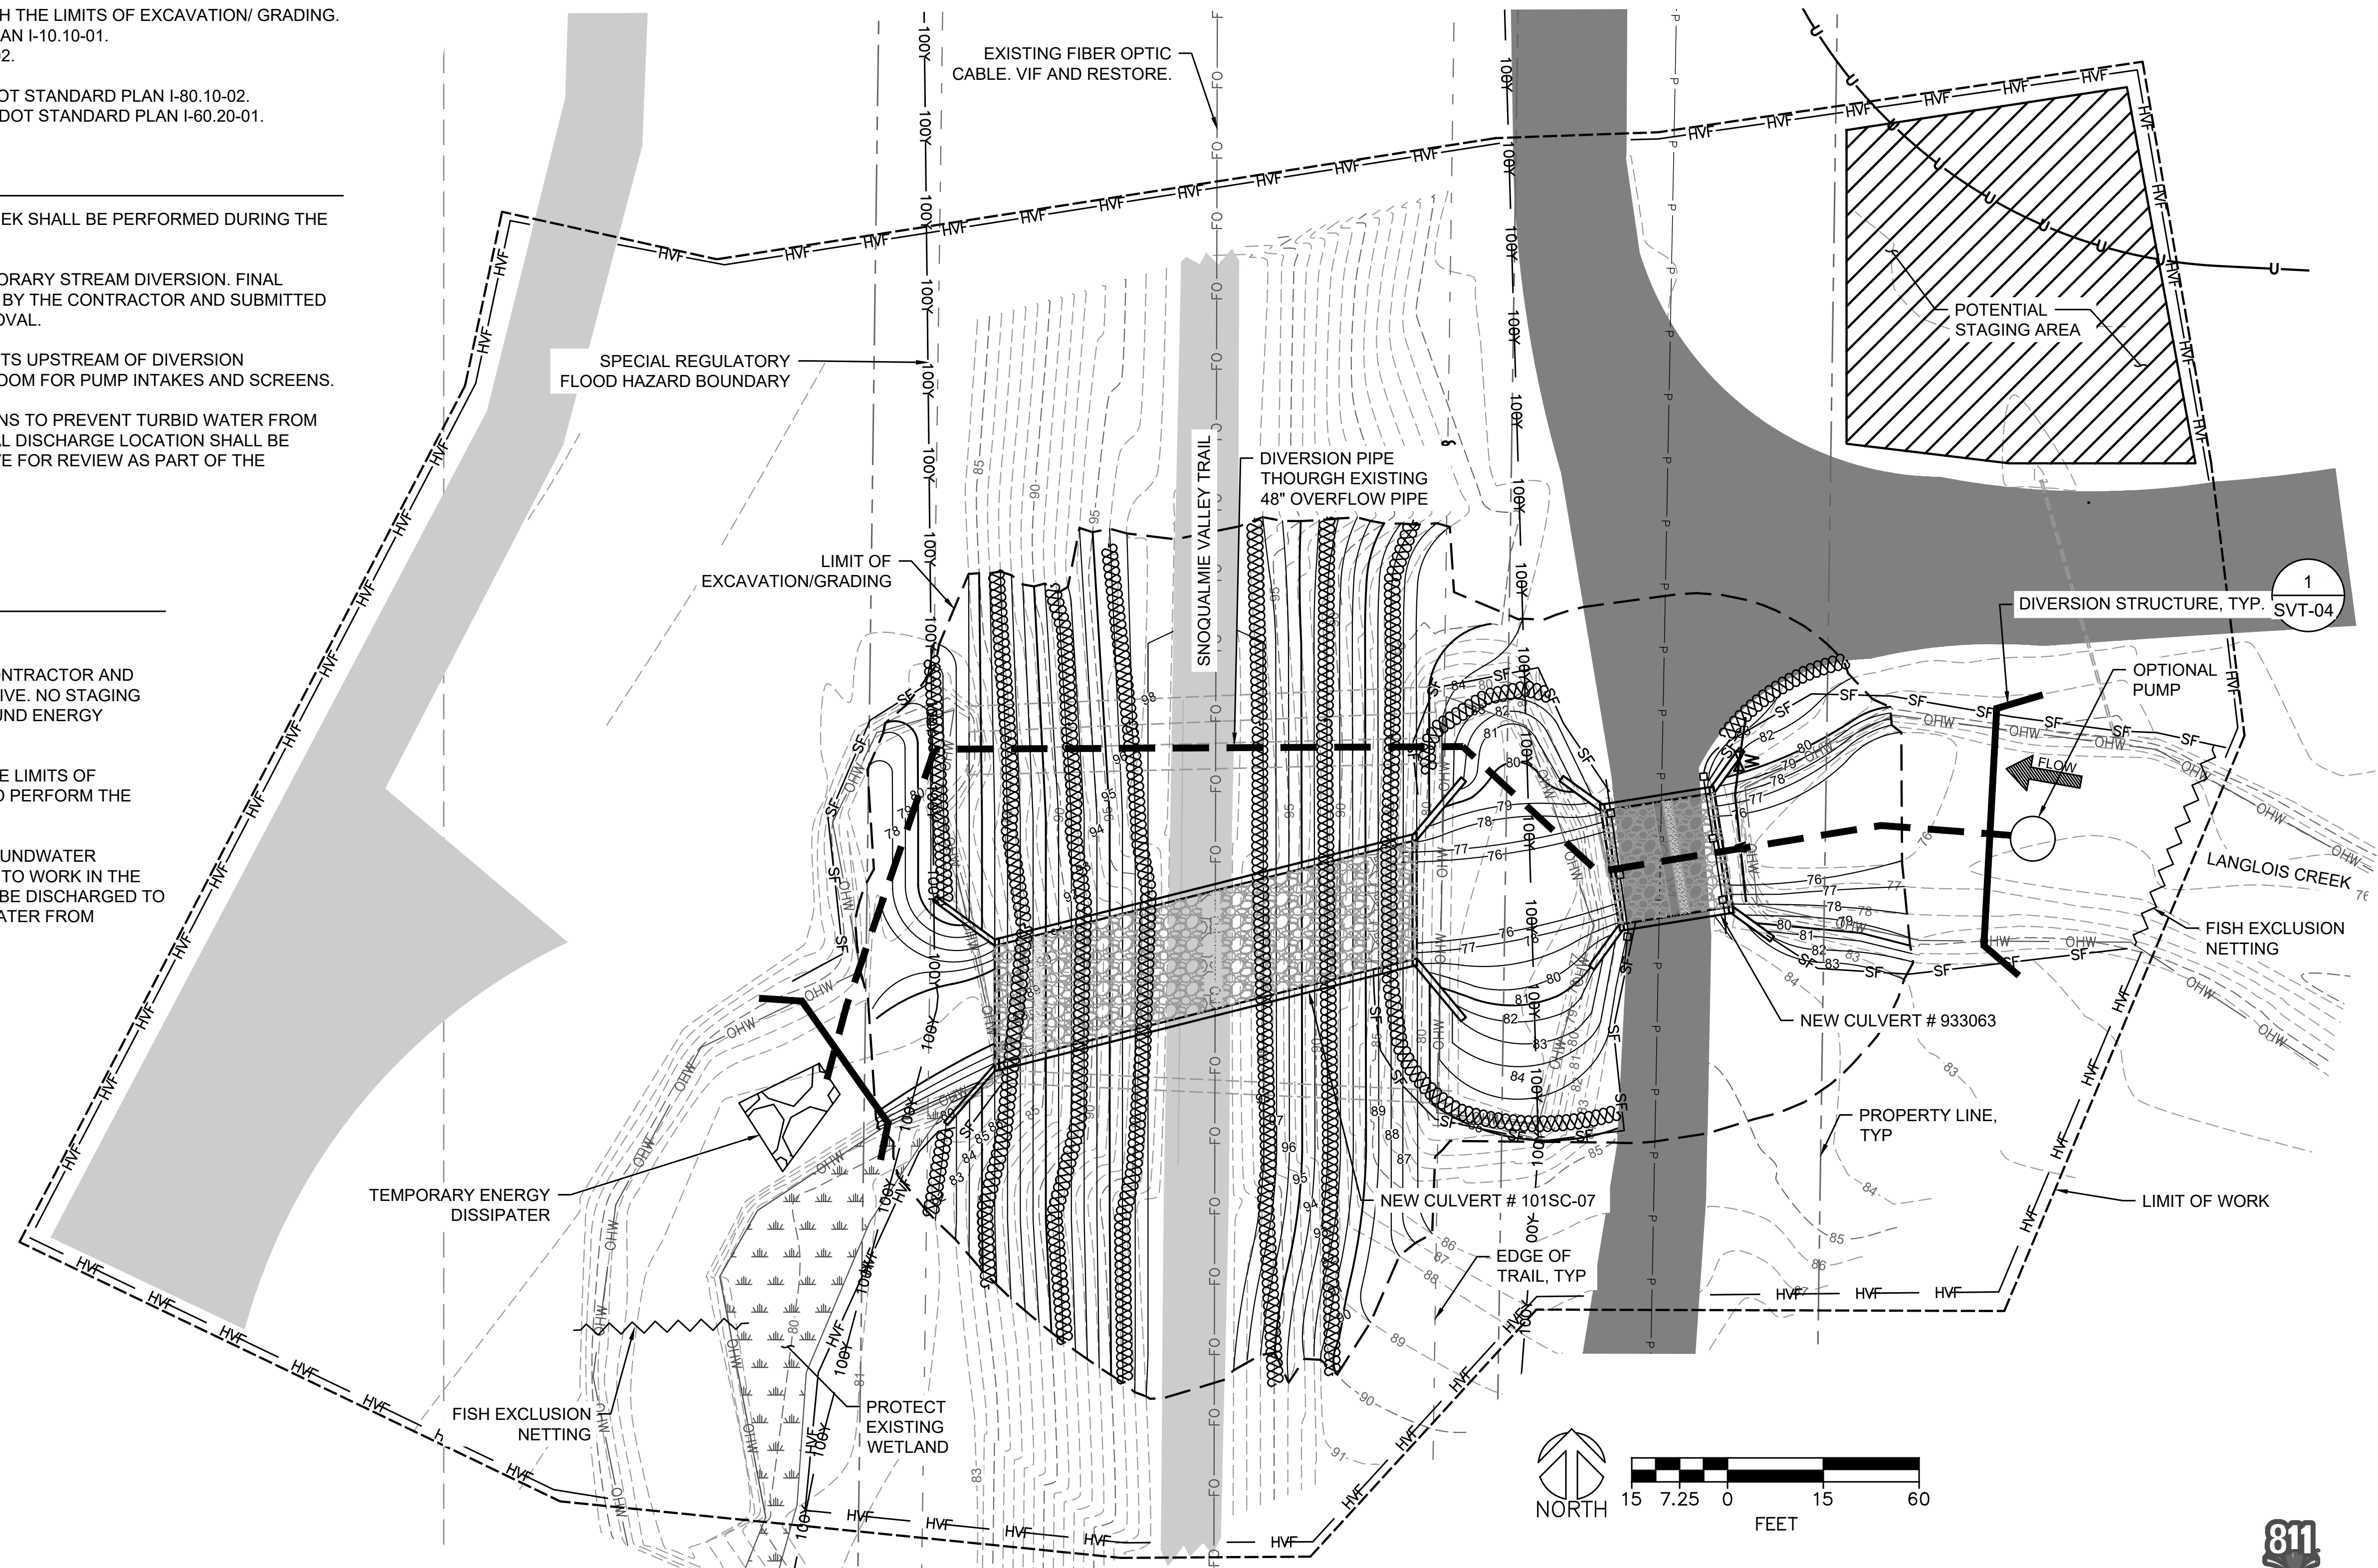 H THE LIMITS OF EXCAVATION/ GRADING.
AN I-10.10-01.
02.
OT STANDARD PLAN I-80.10-02.
DOT STANDARD PLAN I-60.20-01.
EEK SHALL BE PERFORMED DURING THE
ORARY STREAM DIVERSION. FINAL
BY THE CONTRACTOR AND SUBMITTED
OVAL.
TS UPSTREAM OF DIVERSION
OOM FOR PUMP INTAKES AND SCREENS.
NS TO PREVENT TURBID WATER FROM
AL DISCHARGE LOCATION SHALL BE
VE FOR REVIEW AS PART OF THE
ONTRACTOR AND
TIVE. NO STAGING
UND ENERGY
E LIMITS OF
O PERFORM THE
OUNDWATER
TO WORK IN THE
BE DISCHARGED TO
ATER FROM
EXISTING FIBER OPTIC
CABLE. VIF AND RESTORE.
SPECIAL REGULATORY
FLOOD HAZARD BOUNDARY
POTENTIAL
STAGING AREA
DIVERSION PIPE
THOURGH EXISTING
48" OVERFLOW PIPE
SNOQUALMIE VALLEY TRAIL
LIMIT OF
EXCAVATION/GRADING
DIVERSION STRUCTURE, TYP.
1
SVT-04
OPTIONAL
PUMP
FLOW
LANGLOIS CREEK
FISH EXCLUSION
NETTING
NEW CULVERT # 933063
PROPERTY LINE,
TYP
LIMIT OF WORK
NEW CULVERT # 101SC-07
EDGE OF
TRAIL, TYP
TEMPORARY ENERGY
DISSIPATER
FISH EXCLUSION
NETTING
PROTECT
EXISTING
WETLAND
NORTH
15 7.25 0 15 60
FEET
811